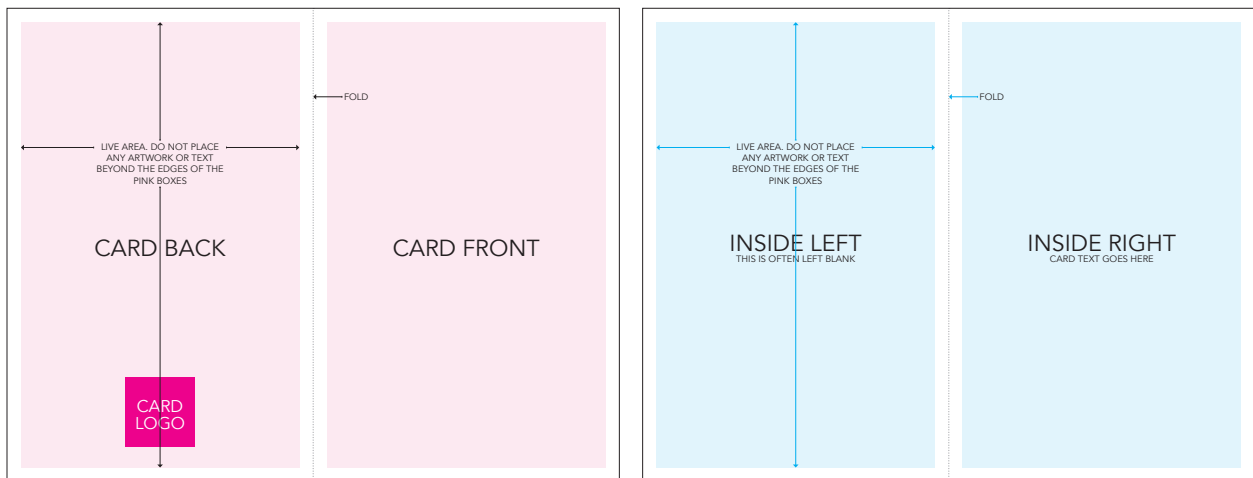 FOLD
LIVE AREA. DO NOT PLACE
ANY ARTWORK OR TEXT
BEYOND THE EDGES OF THE
PINK BOXES
CARD BACK
CARD FRONT
CARD
LOGO
FOLD
LIVE AREA. DO NOT PLACE
ANY ARTWORK OR TEXT
BEYOND THE EDGES OF THE
PINK BOXES
INSIDE LEFT
THIS IS OFTEN LEFT BLANK
INSIDE RIGHT
CARD TEXT GOES HERE